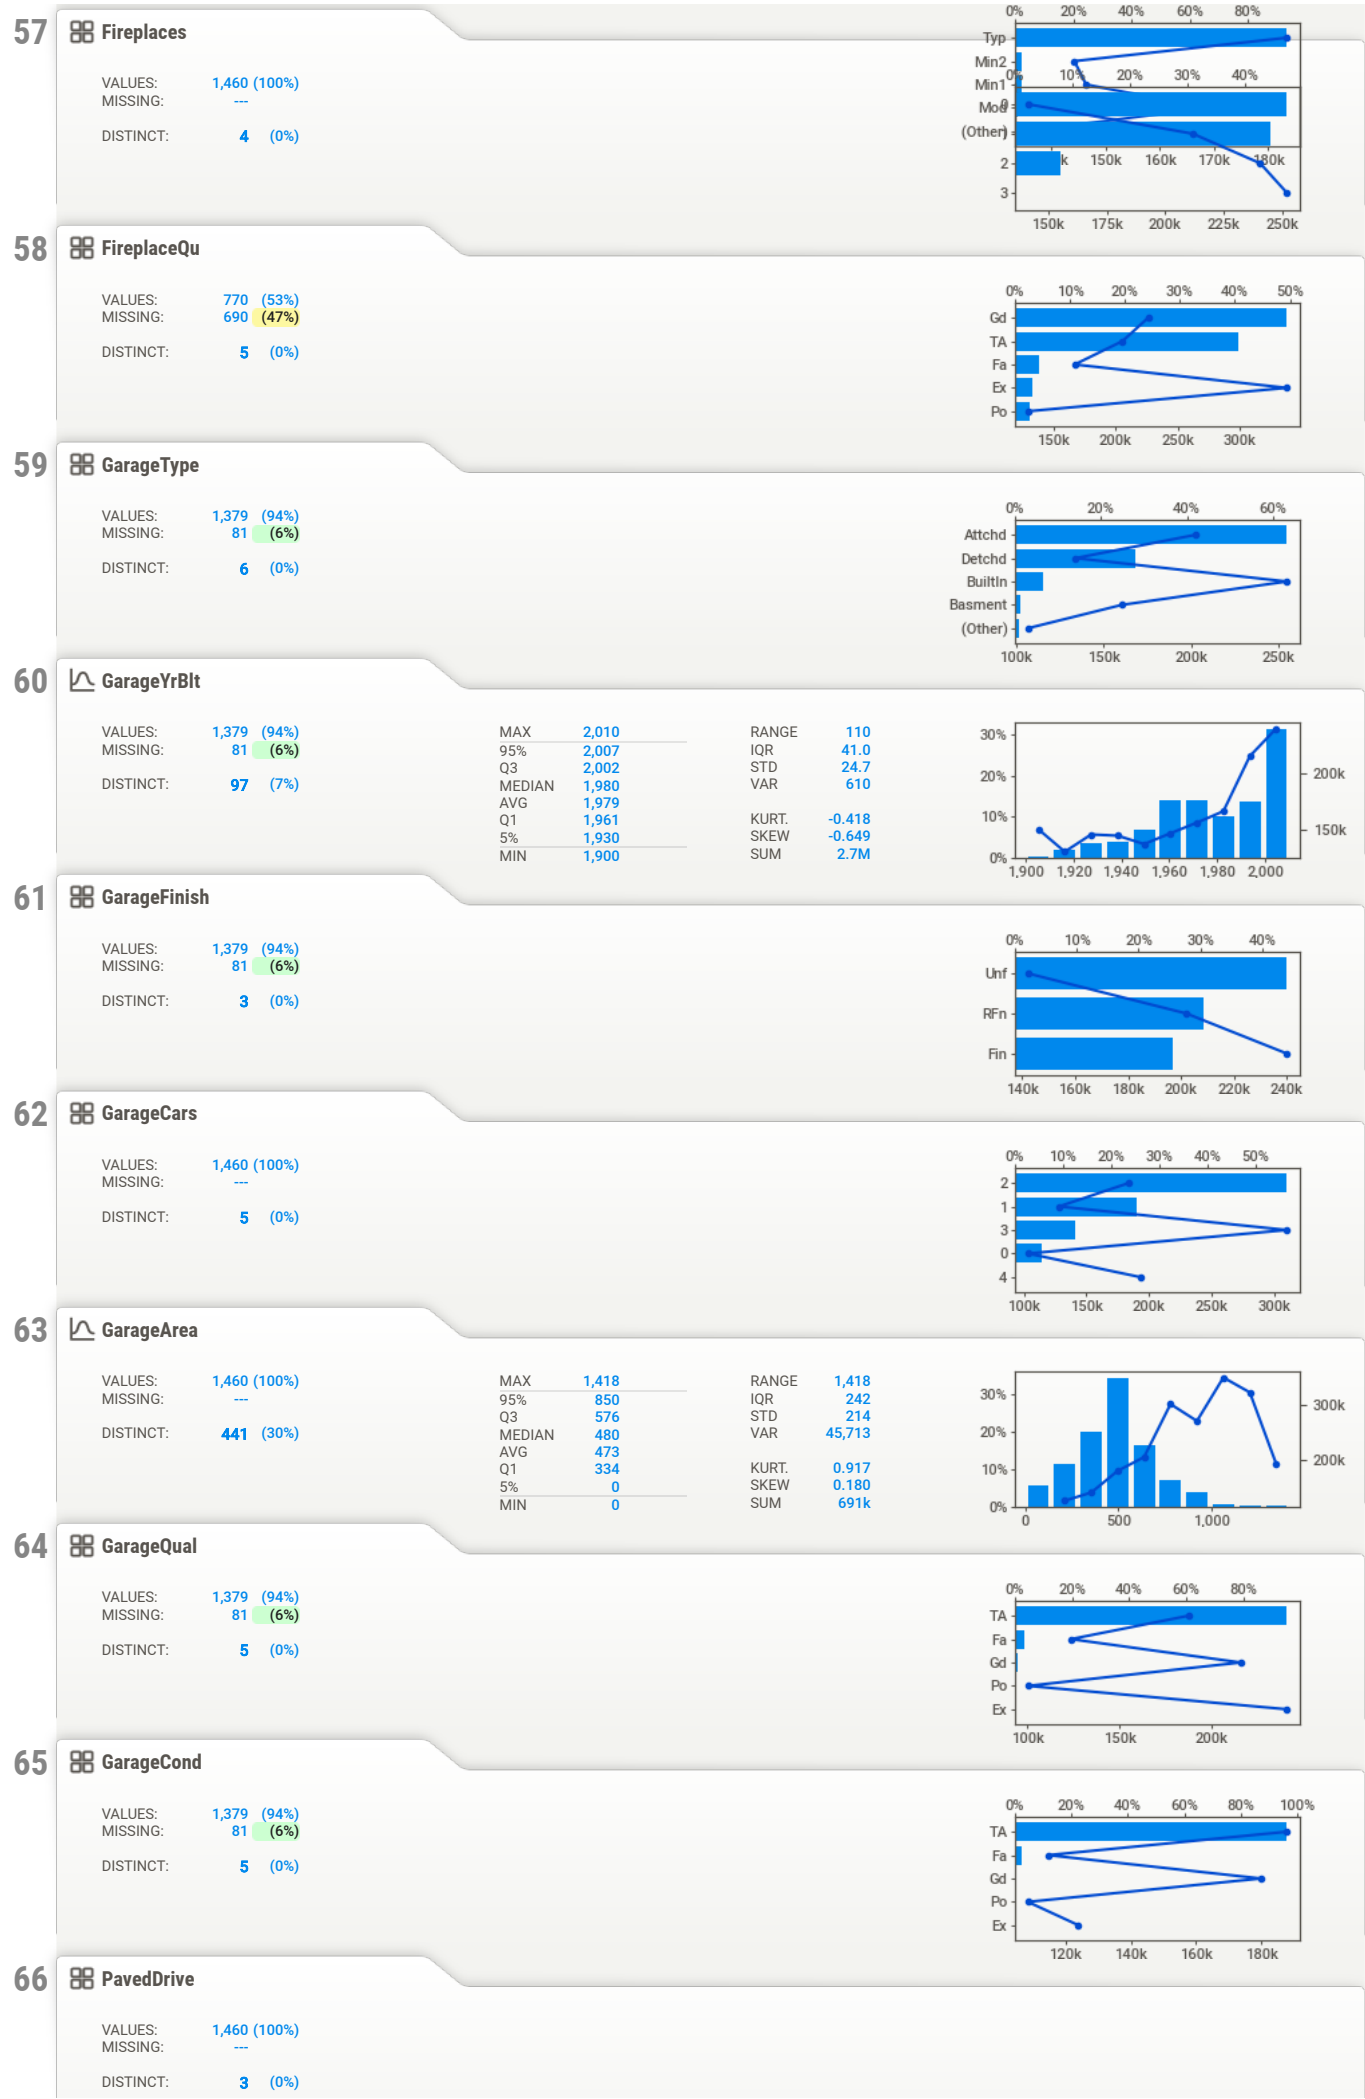 57 Fireplaces
VALUES: 1,460 (100%)
MISSING: ---
DISTINCT: 4 (0%)
0% 20% 40% 60% 80%
Typ
Min2
0% 10% 20% 30% 40%
Min1
Mod
(Other)
150k 160k 170k 180k
2
3
150k 175k 200k 225k 250k
58 FireplaceQu
VALUES: 770 (53%)
MISSING: 690 (47%)
DISTINCT: 5 (0%)
0% 10% 20% 30% 40% 50%
Gd
TA
Fa
Ex
Po
150k 200k 250k 300k
59 GarageType
VALUES: 1,379 (94%)
MISSING: 81 (6%)
DISTINCT: 6 (0%)
0% 20% 40% 60%
Attchd
Detchd
BuiltIn
Basment
(Other)
100k 150k 200k 250k
60 GarageYrBlt
VALUES: 1,379 (94%)
MISSING: 81 (6%)
DISTINCT: 97 (7%)
MAX 2,010
95% 2,007
Q3 2,002
MEDIAN 1,980
AVG 1,979
Q1 1,961
5% 1,930
MIN 1,900
RANGE 110
IQR 41.0
STD 24.7
VAR 610
KURT. -0.418
SKEW -0.649
SUM 2.7M
30%
20%
10%
0%
200k
150k
1,900 1,920 1,940 1,960 1,980 2,000
61 GarageFinish
VALUES: 1,379 (94%)
MISSING: 81 (6%)
DISTINCT: 3 (0%)
0% 10% 20% 30% 40%
Unf
RFn
Fin
140k 160k 180k 200k 220k 240k
62 GarageCars
VALUES: 1,460 (100%)
MISSING: ---
DISTINCT: 5 (0%)
0% 10% 20% 30% 40% 50%
2
1
3
0
4
100k 150k 200k 250k 300k
63 GarageArea
VALUES: 1,460 (100%)
MISSING: ---
DISTINCT: 441 (30%)
MAX 1,418
95% 850
Q3 576
MEDIAN 480
AVG 473
Q1 334
5% 0
MIN 0
RANGE 1,418
IQR 242
STD 214
VAR 45,713
KURT. 0.917
SKEW 0.180
SUM 691k
30%
20%
10%
0%
300k
200k
0 500 1,000
64 GarageQual
VALUES: 1,379 (94%)
MISSING: 81 (6%)
DISTINCT: 5 (0%)
0% 20% 40% 60% 80%
TA
Fa
Gd
Po
Ex
100k 150k 200k
65 GarageCond
VALUES: 1,379 (94%)
MISSING: 81 (6%)
DISTINCT: 5 (0%)
0% 20% 40% 60% 80% 100%
TA
Fa
Gd
Po
Ex
120k 140k 160k 180k
66 PavedDrive
VALUES: 1,460 (100%)
MISSING: ---
DISTINCT: 3 (0%)